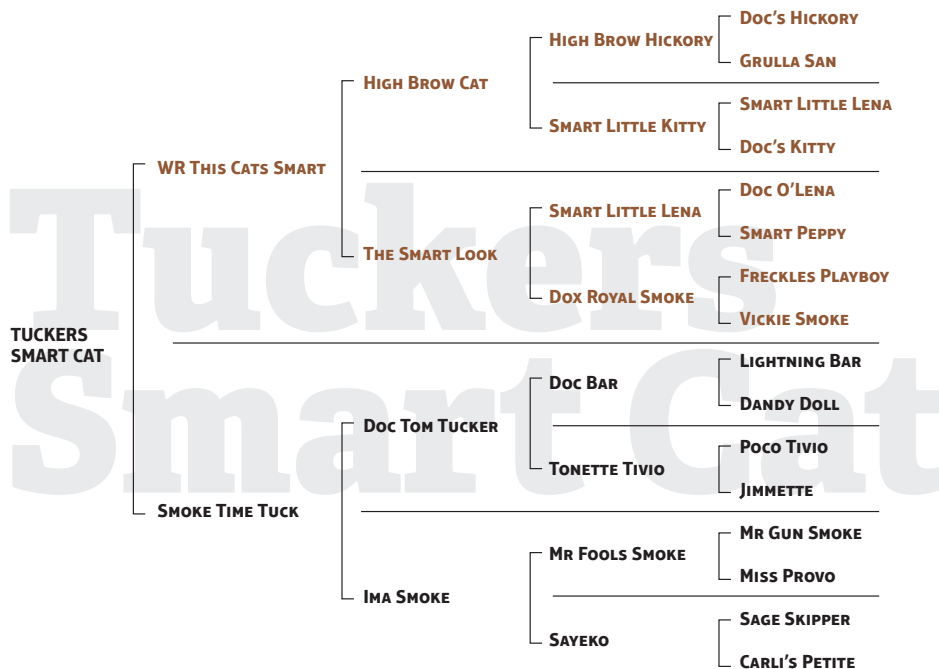 Doc's Hickory
High Brow Hickory
Grulla San
High Brow Cat
Smart Little Lena
Smart Little Kitty
Doc's Kitty
WR This Cats Smart
Doc O'Lena
Smart Little Lena
Smart Peppy
The Smart Look
Freckles Playboy
Dox Royal Smoke
Vickie Smoke
Tuckers
TUCKERS
SMART CAT
Smart Cat
Lightning Bar
Doc Bar
Dandy Doll
Doc Tom Tucker
Poco Tivio
Tonette Tivio
Jimmette
Smoke Time Tuck
Mr Gun Smoke
Mr Fools Smoke
Miss Provo
Ima Smoke
Sage Skipper
Sayeko
Carli's Petite